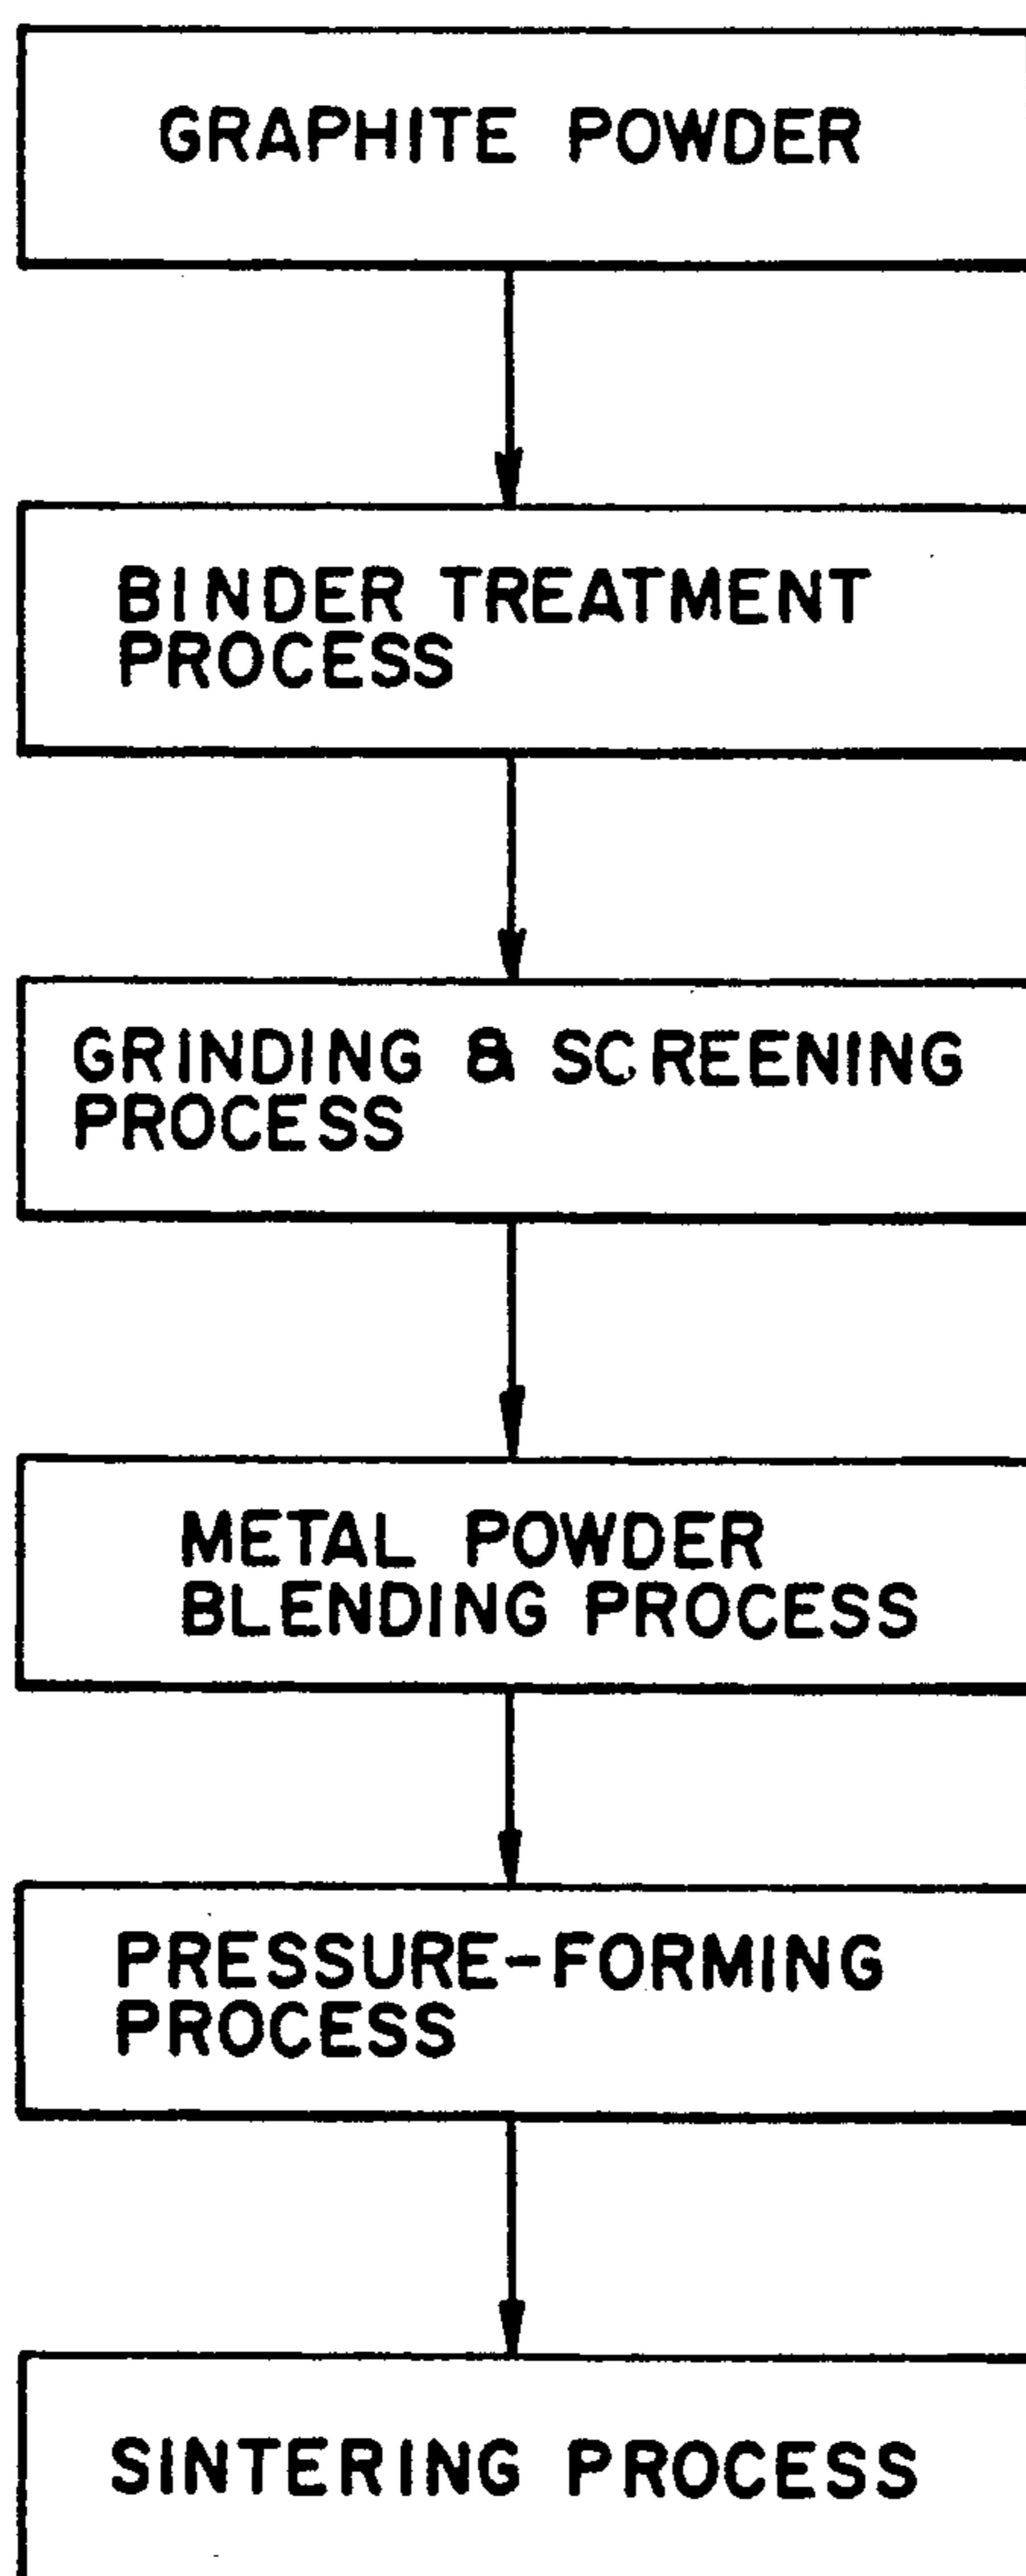 GRAPHITE POWDER
BINDER TREATMENT
PROCESS
GRINDING & SCREENING
PROCESS
METAL POWDER
BLENDING PROCESS
PRESSURE-FORMING
PROCESS
SINTERING PROCESS